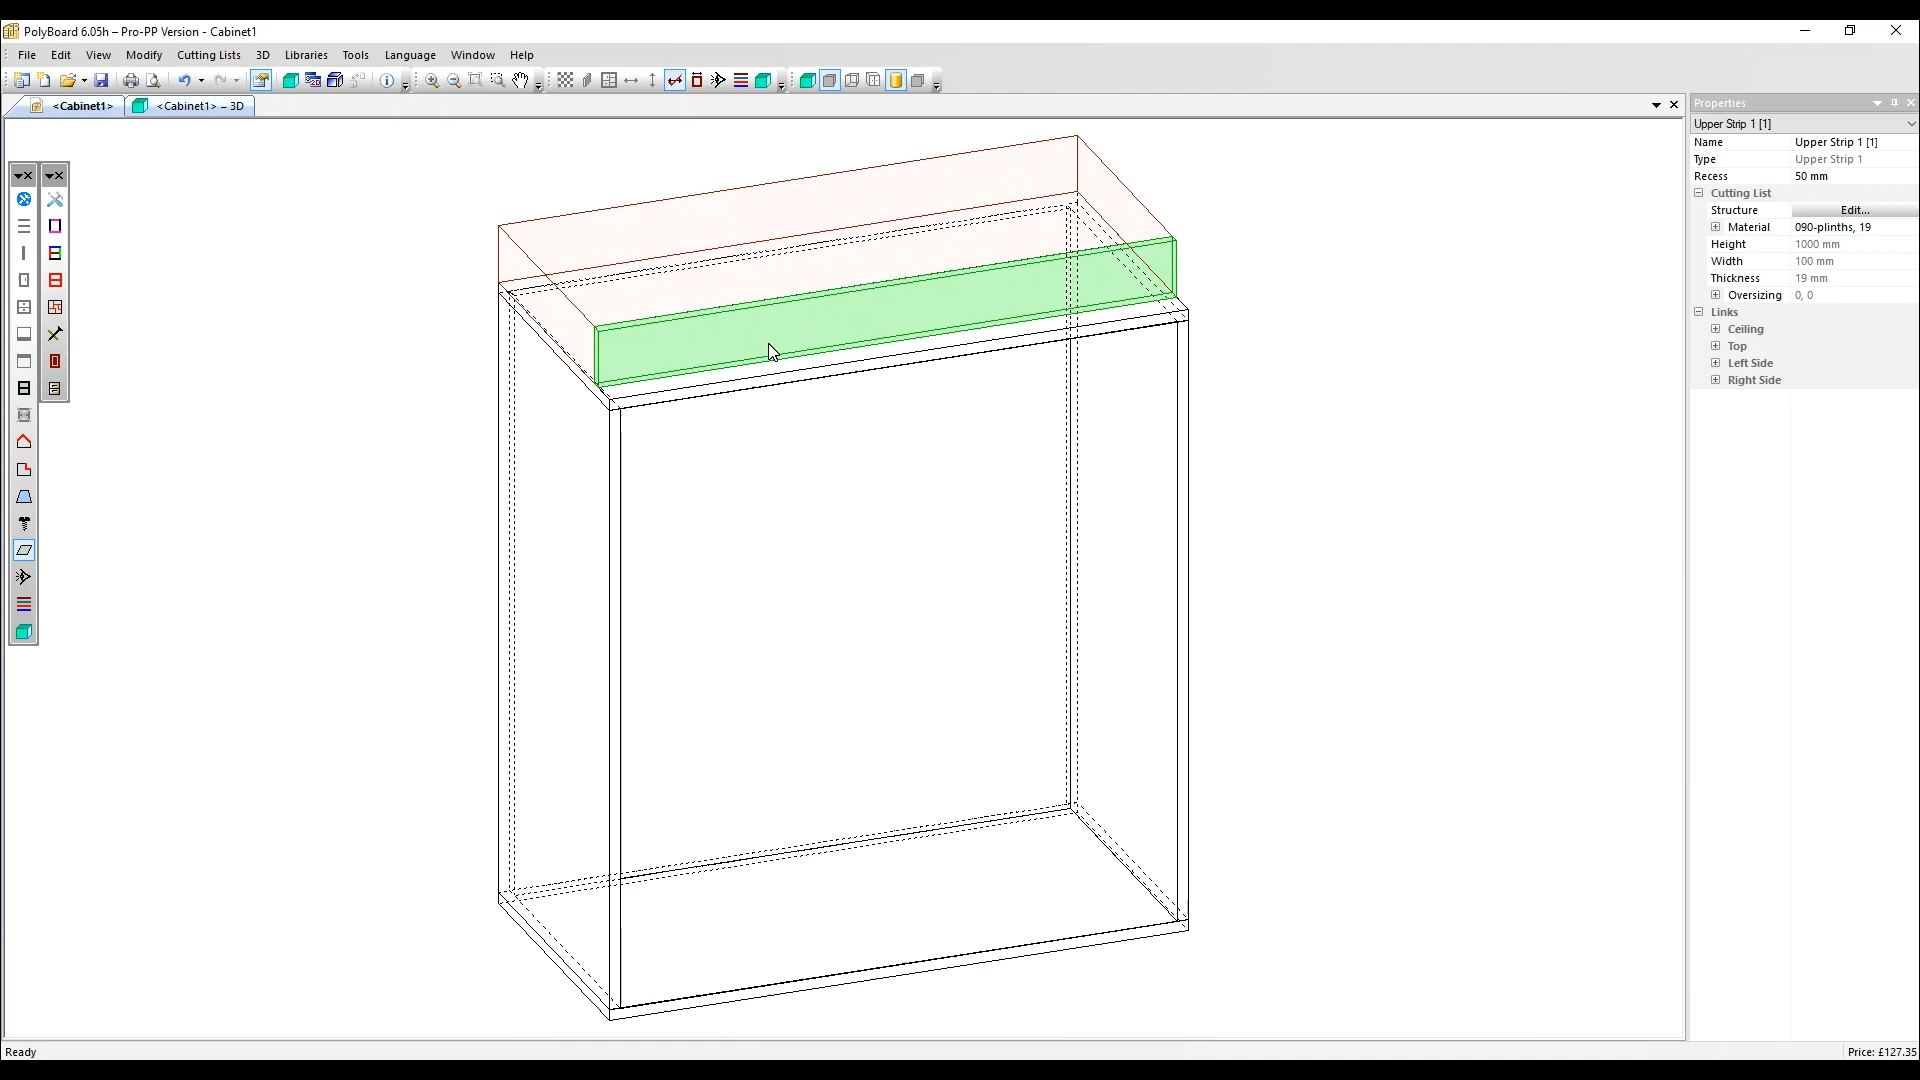 PolyBoard 6.05h – Pro-PP Version - Cabinet1
File Edit View Modify Cutting Lists 3D Libraries Tools Language Window Help
<Cabinet1> <Cabinet1> – 3D
Properties
Upper Strip 1 [1]
Name Upper Strip 1 [1]
Type Upper Strip 1
Recess 50 mm
Cutting List
Structure Edit...
Material 090-plinths, 19
Height 1000 mm
Width 100 mm
Thickness 19 mm
Oversizing 0, 0
Links
Ceiling
Top
Left Side
Right Side
Ready Price: £127.35